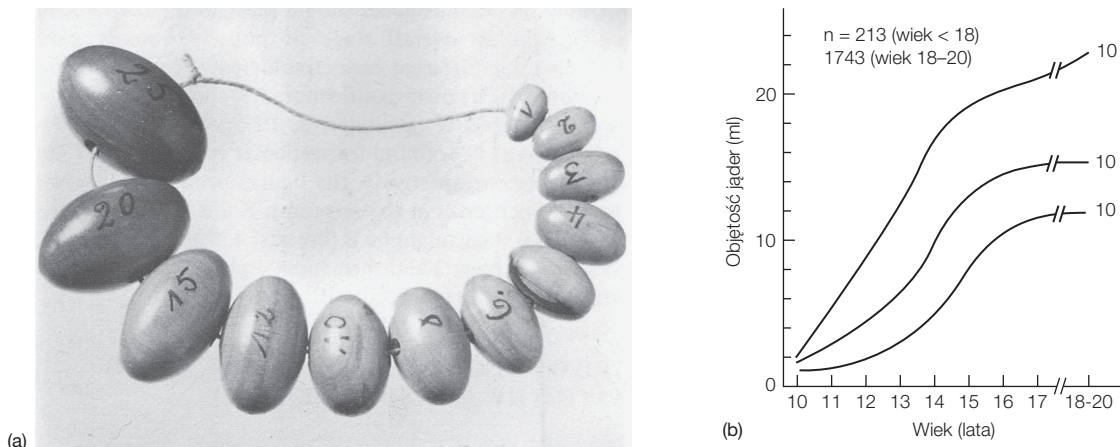 25
20
15
12
10
8
6
4
3
2
1
(a)
n = 213 (wiek < 18)
1743 (wiek 18–20)
Objętość jąder (ml)
20
10
0
10
10
10
10 11 12 13 14 15 16 17 18-20
Wiek (lata)
(b)